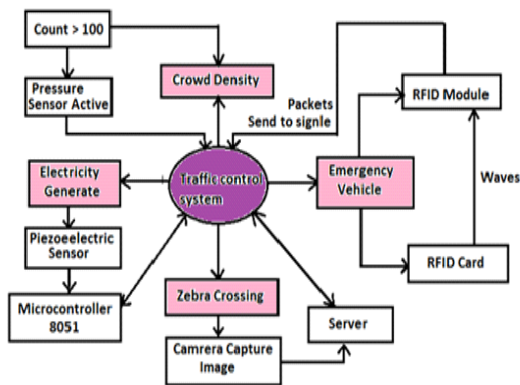 Count > 100
Crowd Density
Pressure
Sensor Active
Packets
Send to signle
RFID Module
Electricity
Generate
Traffic control
system
Emergency
Vehicle
Waves
Piezoelectric
Sensor
RFID Card
Microcontroller
8051
Zebra Crossing
Server
Camrera Capture
Image